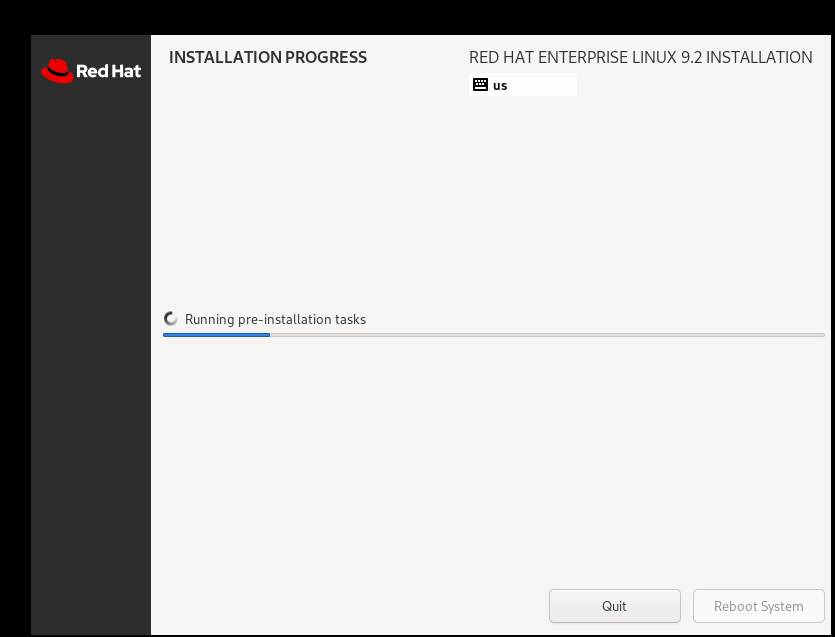 Red Hat
INSTALLATION PROGRESS
RED HAT ENTERPRISE LINUX 9.2 INSTALLATION
us
Running pre-installation tasks
Quit
Reboot System